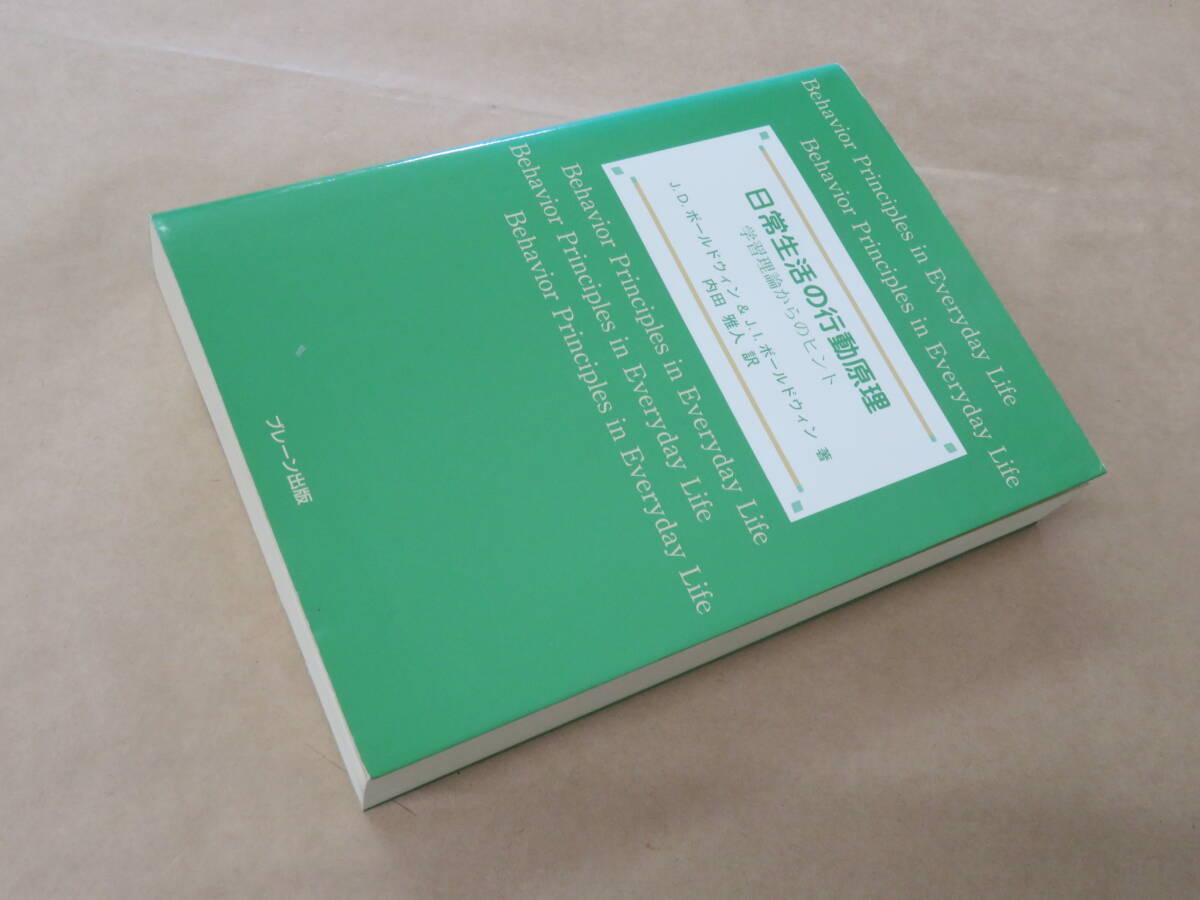 Behavior Principles in Everyday Life
Behavior Principles in Everyday Life
日常生活の行動原理
学習理論からのヒント
J.D.ボールドウィン & J.I.ボールドウィン 著
内田 雅人 訳
Behavior Principles in Everyday Life
Behavior Principles in Everyday Life
Behavior Principles in Everyday Life
ブレーン出版